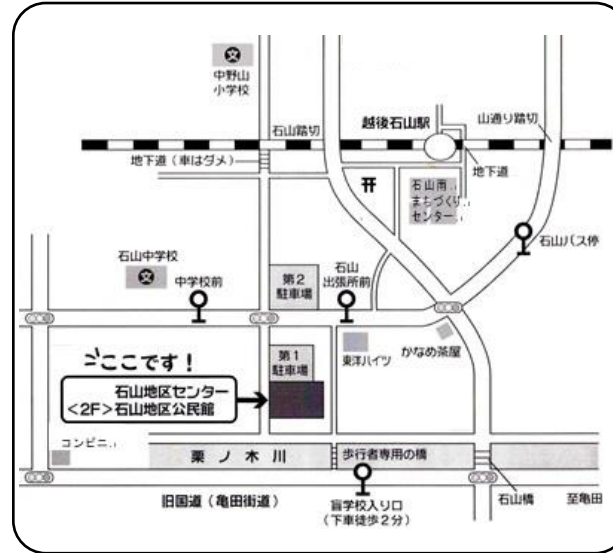 中野山
小学校
石山踏切
越後石山駅
山通り踏切
地下道（車はダメ）
地下道
石山南
まちづくり
センター
石山バス停
石山中学校
中学校前
第2
駐車場
石山
出張所前
ここです！
第1
駐車場
東洋ハイツ
かなめ茶屋
石山地区センター
<2F>石山地区公民館
コンビニ
栗ノ木川
歩行者専用の橋
旧国道（亀田街道）
盲学校入り口
（下車徒歩2分）
石山橋
至亀田